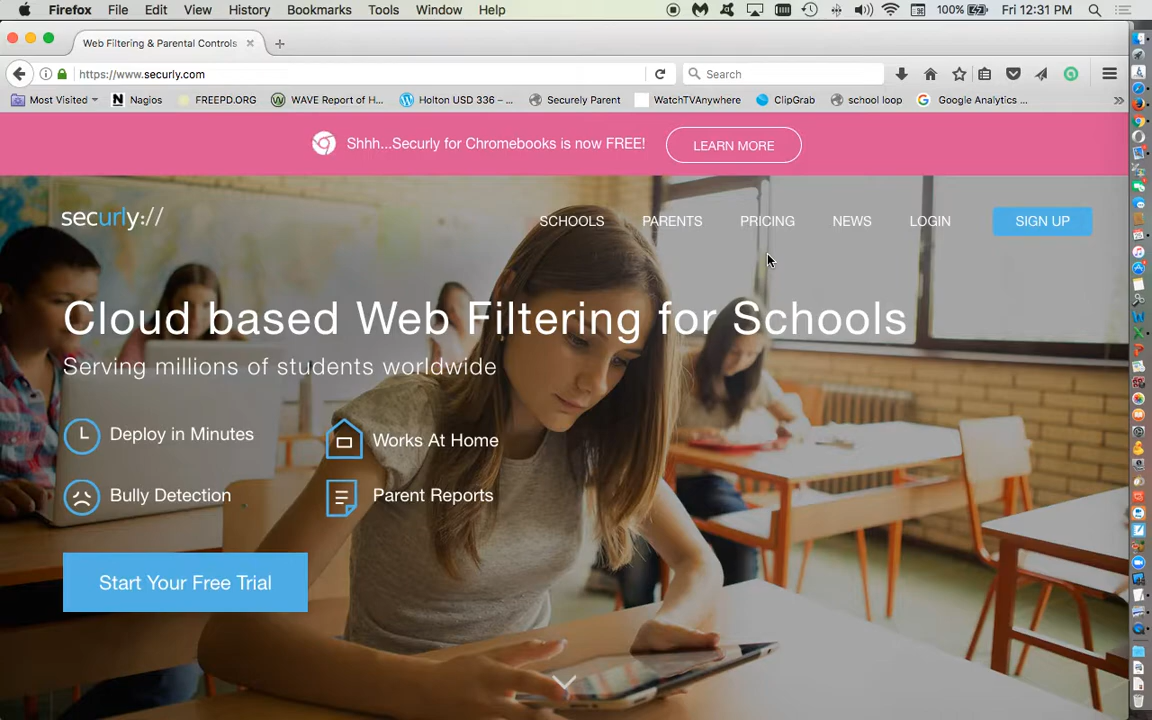 Firefox File Edit View History Bookmarks Tools Window Help 100% Fri 12:31 PM
Web Filtering & Parental Controls
https://www.securly.com Search
Most Visited Nagios FREEPD.ORG WAVE Report of H... Holton USD 336 – ... Securely Parent WatchTVAnywhere ClipGrab school loop Google Analytics ...
Shhh...Securly for Chromebooks is now FREE! LEARN MORE
securly:// SCHOOLS PARENTS PRICING NEWS LOGIN SIGN UP
Cloud based Web Filtering for Schools
Serving millions of students worldwide
Deploy in Minutes Works At Home
Bully Detection Parent Reports
Start Your Free Trial